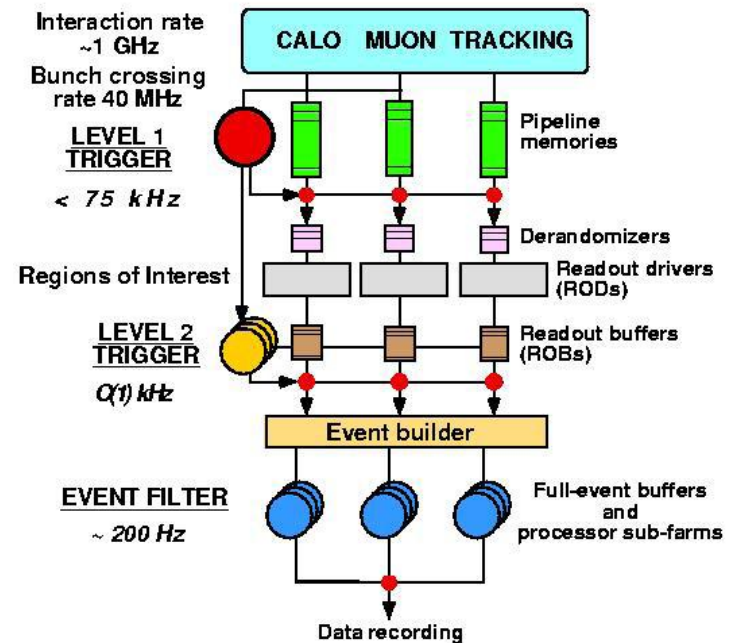 Interaction rate
~1 GHz
CALO MUON TRACKING
Bunch crossing
rate 40 MHz
LEVEL 1
TRIGGER
< 75 kHz
Pipeline
memories
Derandomizers
Regions of Interest
Readout drivers
(RODs)
LEVEL 2
TRIGGER
O(1) kHz
Readout buffers
(ROBs)
Event builder
EVENT FILTER
~ 200 Hz
Full-event buffers
and
processor sub-farms
Data recording